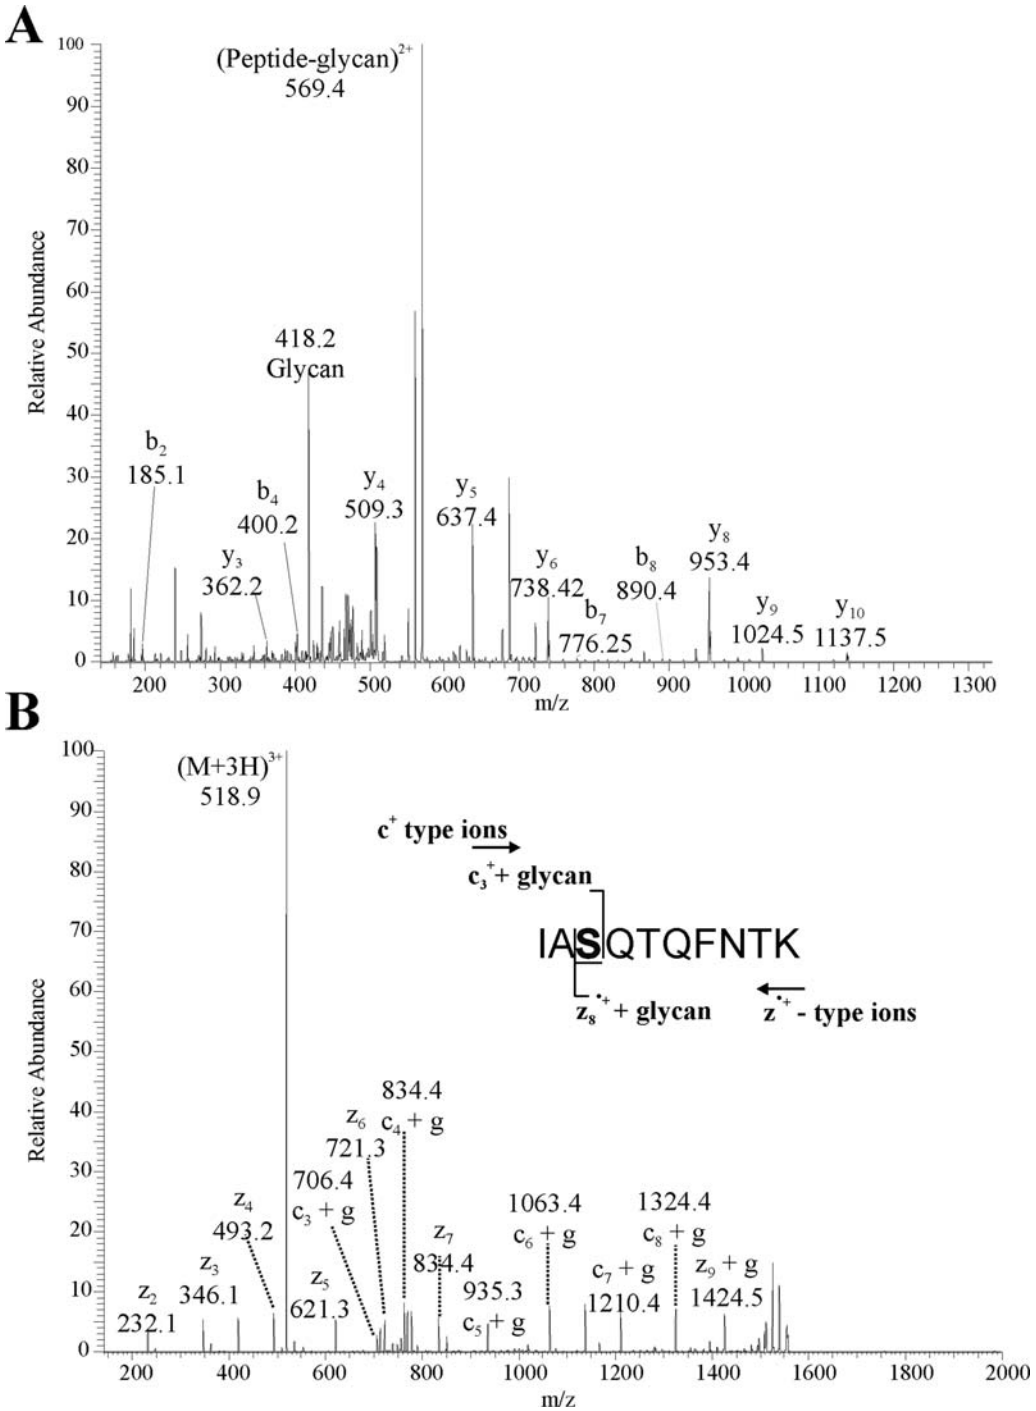 A
(Peptide-glycan)²⁺
569.4
418.2
Glycan
b₂
185.1
b₄
400.2
y₃
362.2
y₄
509.3
y₅
637.4
y₆
738.42
b₇
776.25
b₈
890.4
y₈
953.4
y₉
1024.5
y₁₀
1137.5
Relative Abundance
100
90
80
70
60
50
40
30
20
10
0
200 300 400 500 600 700 800 900 1000 1100 1200 1300
m/z
B
(M+3H)³⁺
518.9
c⁺ type ions
c₃⁺+ glycan
IASQTQFNTK
z₈•⁺ + glycan
z•⁺ - type ions
z₂
232.1
z₃
346.1
z₄
493.2
z₅
621.3
706.4
c₃ + g
z₆
721.3
834.4
c₄ + g
z₇
834.4
935.3
c₅ + g
1063.4
c₆ + g
c₇ + g
1210.4
1324.4
c₈ + g
z₉ + g
1424.5
Relative Abundance
100
90
80
70
60
50
40
30
20
10
0
200 400 600 800 1000 1200 1400 1600 1800 2000
m/z